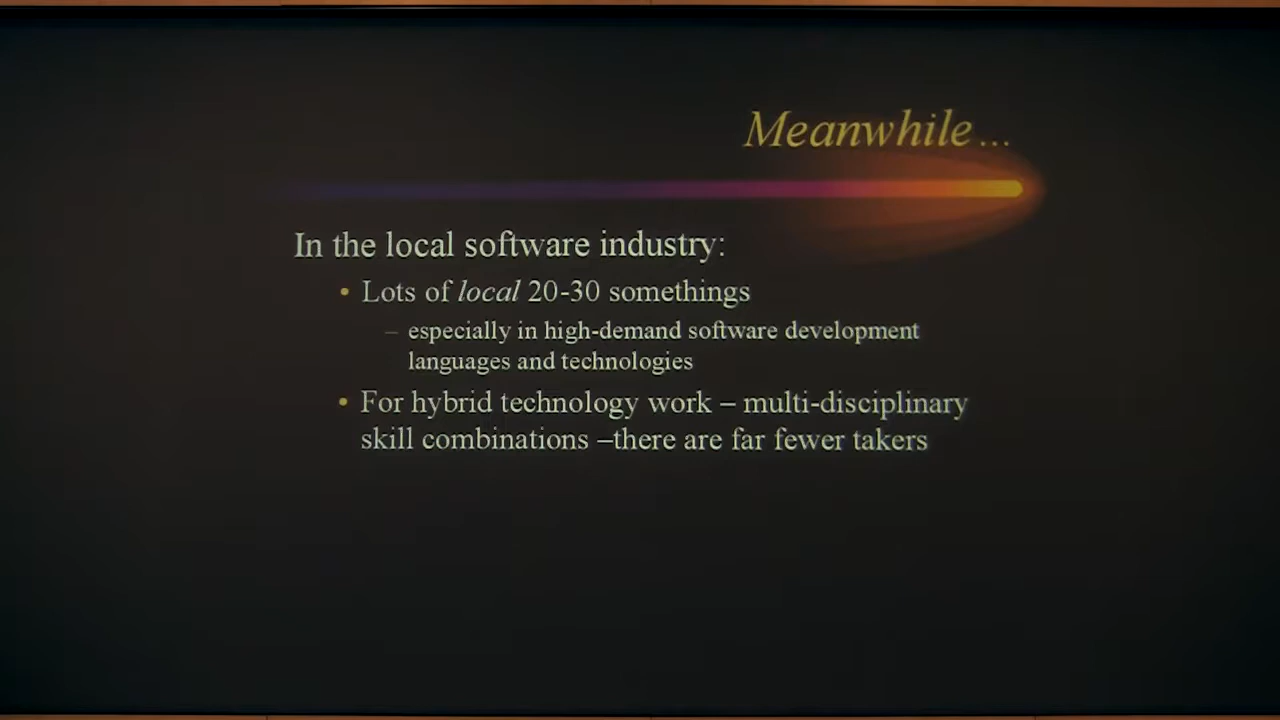 Meanwhile...
In the local software industry:
• Lots of local 20-30 somethings
– especially in high-demand software development
languages and technologies
• For hybrid technology work – multi-disciplinary
skill combinations –there are far fewer takers